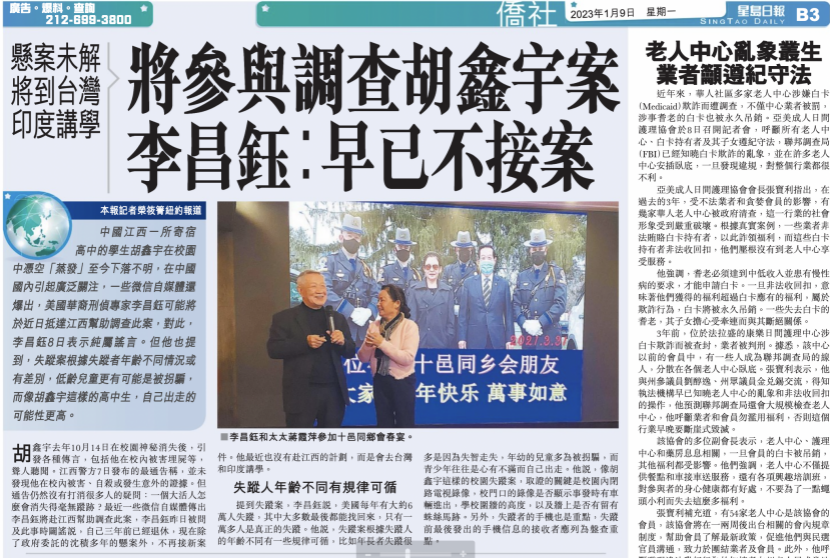 廣告。爆料。查詢
212-699-3800
僑社
2023年1月9日　星期一
星島日報
SING TAO DAILY
B3
懸案未解
將到台灣
印度講學
將參與調查胡鑫宇案
李昌鈺：早已不接案
本報記者榮筱箐紐約報道
中國江西一所寄宿
高中的學生胡鑫宇在校園
中憑空「蒸發」至今下落不明，在中國
國內引起廣泛關注，一些微信自媒體還
爆出，美國華裔刑偵專家李昌鈺可能將
於近日抵達江西幫助調查此案，對此，
李昌鈺8日表示純屬謠言。但他也
提到，失蹤案根據失蹤者年齡不同情況或
有差別，低齡兒童更有可能是被拐騙，
而像胡鑫宇這樣的高中生，自己出走的
可能性更高。
2021.3.31
十邑同乡会朋友
年快乐 萬事如意
■李昌鈺和太太蔣霞萍參加十邑同鄉會春宴。
胡鑫宇去年10月14日在校園神秘消失後，引
發各種傳言，包括他在校內被害埋屍等，
聲人聽聞。江西警方7日發布的最新通告稱，並未
發現他在校內被害、自殺或發生意外的證據。但
通告仍然沒有打消很多人的疑問：一個大活人怎
麼會消失得毫無蹤跡？最近一些微信自媒體傳出
李昌鈺將赴江西幫助調查此案，李昌鈺昨日被問
及此事時闢謠說，自己三年前已經退休，現在除
了政府委託的沈積多年的懸案外，不再接新案
件。他最近也沒有赴江西的計劃，而是會去台灣
和印度講學。
失蹤人年齡不同有規律可循
提到失蹤案，李昌鈺說，美國每年有大約6
萬人失蹤，其中大多數最後都能找回來，只有一
萬多人是真正的失蹤。他說，失蹤案根據失蹤人
的年齡不同有一些規律可循，比如年長者失蹤很
多是因為失智走失，年幼的兒童多為被拐騙，而
青少年往往是心有不滿而自己出走。他說，像胡
鑫宇這樣的校園失蹤案，取證的關鍵是校園內閉
路電視錄像，校門口的錄像是否顯示事發時有車
輛進出，學校圍牆的高度，以及牆上是否有留有
蛛絲馬跡。另外，失蹤者的手機也是重點，失蹤
前最後發出的手機信息的接收者應列為盤查重
點。
老人中心亂象叢生
業者籲遵紀守法
近年來，華人社區多家老人中心涉嫌白卡
(Medicaid)欺詐而遭調查，不僅中心業者被罰，
涉事耆老的白卡也被永久吊銷。亞美成人日間
護理協會於8日召開記者會，呼籲所有老人中
心、白卡持有者及其子女遵紀守法，聯邦調查局
(FBI)已經知曉白卡欺詐的亂象，並在許多老人
中心安插臥底，一旦發現違規，對整個行業都很
不利。
亞美成人日間護理協會會長張寶利指出，在
過去的3年，受不法業者和貪婪會員的影響，有
幾家華人老人中心被政府清查，這一行業的社會
形象受到嚴重破壞。根據真實案例，一些業者非
法賄賂白卡持有者，以此詐領福利，而這些白卡
持有者非法收回扣，他們壓根沒有到老人中心享
受服務。
他強調，耆老必須達到中低收入並患有慢性
病的要求，才能申請白卡。一旦非法收回扣，意
味著他們獲得的福利超過白卡應有的福利，屬於
欺詐行為，白卡將被永久吊銷。一些失去白卡的
耆老，其子女擔心受牽連而與其斷絕關係。
3年前，位於法拉盛的康樂日間護理中心涉
白卡欺詐而被查封，業者被判刑。據悉，該中心
以前的會員中，有一些人成為聯邦調查局的線
人，分散在各個老人中心臥底。張寶利表示，他
與州參議員劉醇逸、州眾議員金兌錫交流，得知
執法機構早已知曉老人中心的亂象和非法收回扣
的操作。他預測聯邦調查局還會大規模檢查老人
中心。他呼籲業者和會員勿濫用福利，否則這個
行業早晚要斷崖式毀滅。
該協會的多位副會長表示，老人中心、護理
中心和藥房息息相關，一旦會員的白卡被吊銷，
其他福利都受影響。他們強調，老人中心不僅提
供餐點和車接車送服務，還有各項興趣培訓班，
對參與者的身心健康都有好處，不要為了一點蠅
頭小利而失去這麼多福利。
張寶利補充道，有54家老人中心是該協會的
會員，該協會將在一兩周後出台相關的會內規章
制度，幫助會員了解最新政策，促進他們與民選
官員溝通，致力於團結業者及會員。此外，他呼